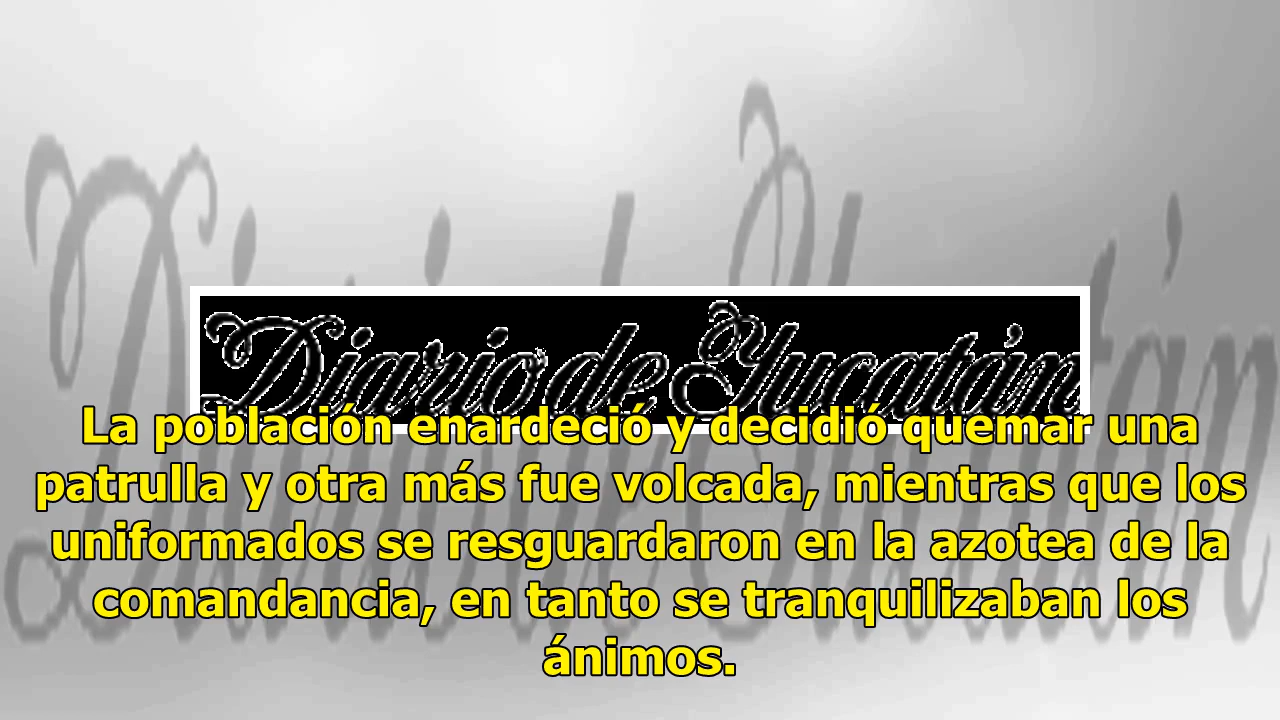 Diario de Yucatán
La población enardeció y decidió quemar una
patrulla y otra más fue volcada, mientras que los
uniformados se resguardaron en la azotea de la
comandancia, en tanto se tranquilizaban los
ánimos.